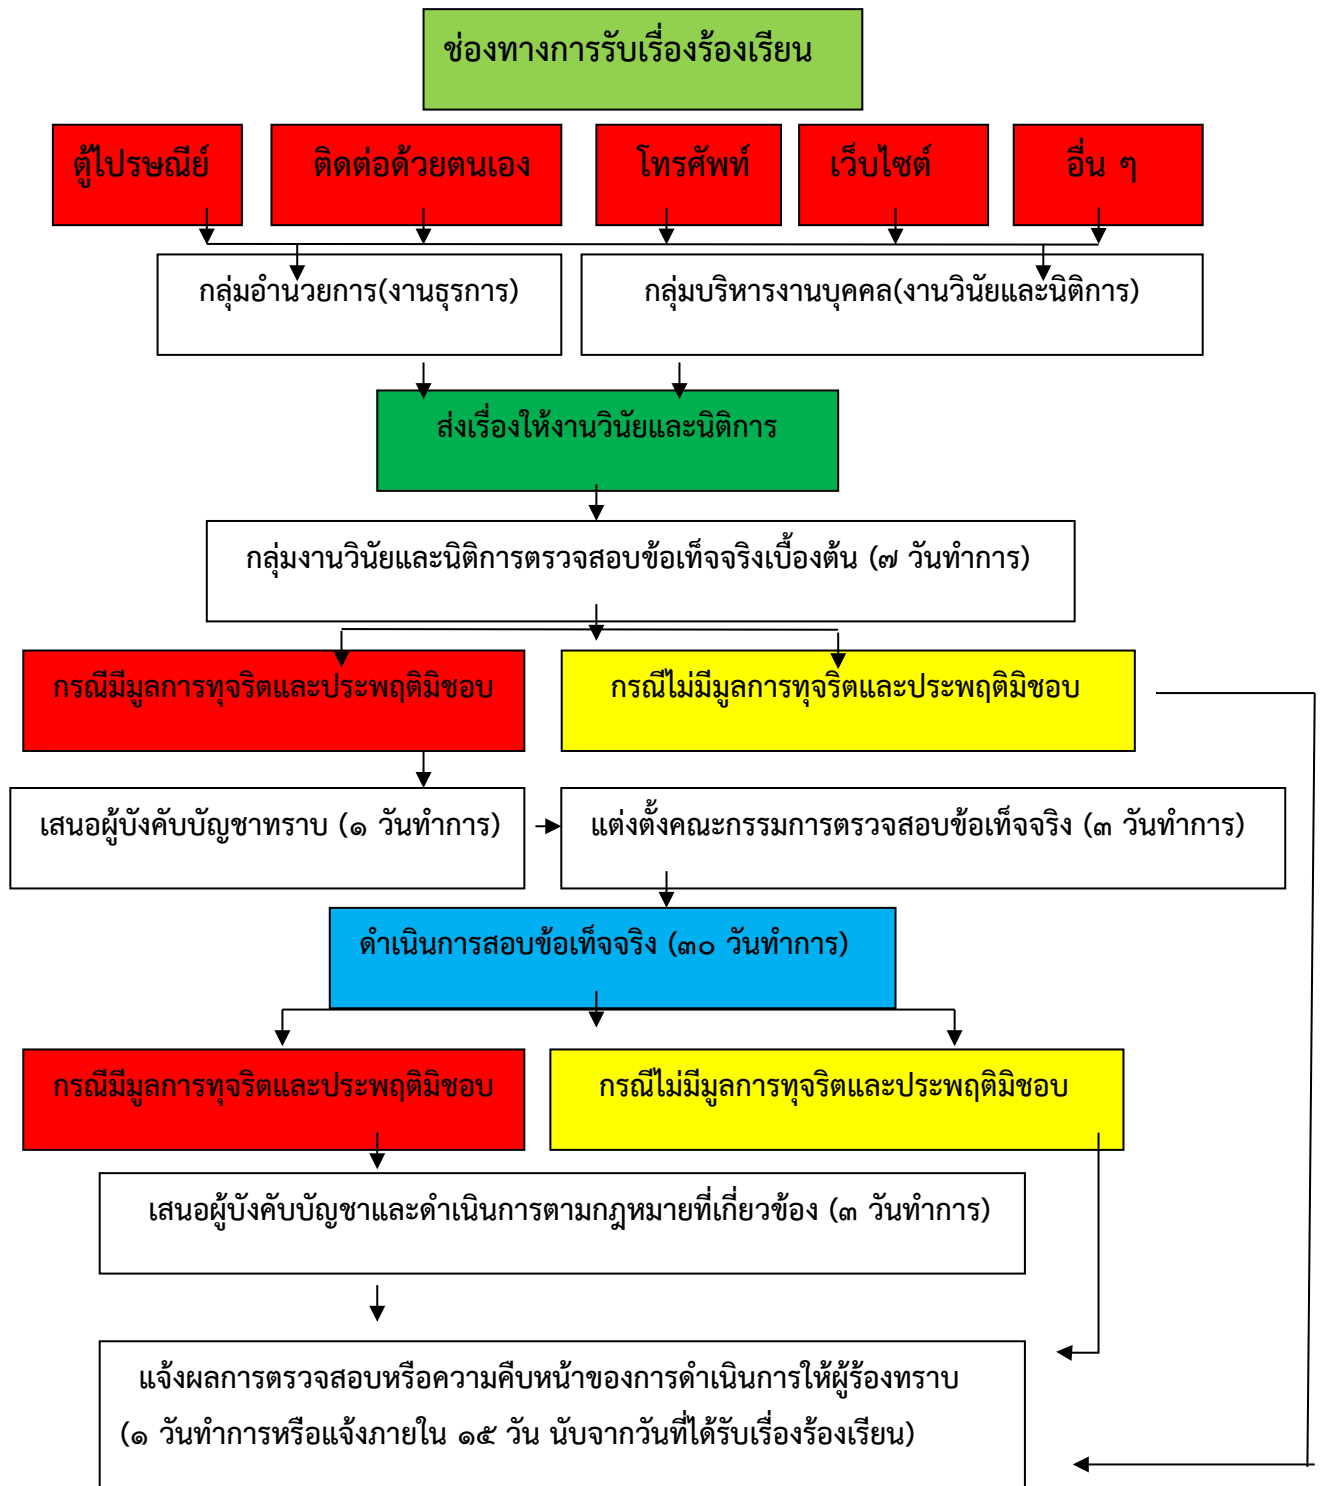 ช่องทางการรับเรื่องร้องเรียน
ตู้ไปรษณีย์
ติดต่อด้วยตนเอง
โทรศัพท์
เว็บไซต์
อื่น ๆ
กลุ่มอำนวยการ(งานธุรการ)
กลุ่มบริหารงานบุคคล(งานวินัยและนิติการ)
ส่งเรื่องให้งานวินัยและนิติการ
กลุ่มงานวินัยและนิติการตรวจสอบข้อเท็จจริงเบื้องต้น (๗ วันทำการ)
กรณีมีมูลการทุจริตและประพฤติมิชอบ
กรณีไม่มีมูลการทุจริตและประพฤติมิชอบ
เสนอผู้บังคับบัญชาทราบ (๑ วันทำการ)
แต่งตั้งคณะกรรมการตรวจสอบข้อเท็จจริง (๓ วันทำการ)
ดำเนินการสอบข้อเท็จจริง (๓๐ วันทำการ)
กรณีมีมูลการทุจริตและประพฤติมิชอบ
กรณีไม่มีมูลการทุจริตและประพฤติมิชอบ
เสนอผู้บังคับบัญชาและดำเนินการตามกฎหมายที่เกี่ยวข้อง (๓ วันทำการ)
แจ้งผลการตรวจสอบหรือความคืบหน้าของการดำเนินการให้ผู้ร้องทราบ
(๑ วันทำการหรือแจ้งภายใน ๑๕ วัน นับจากวันที่ได้รับเรื่องร้องเรียน)